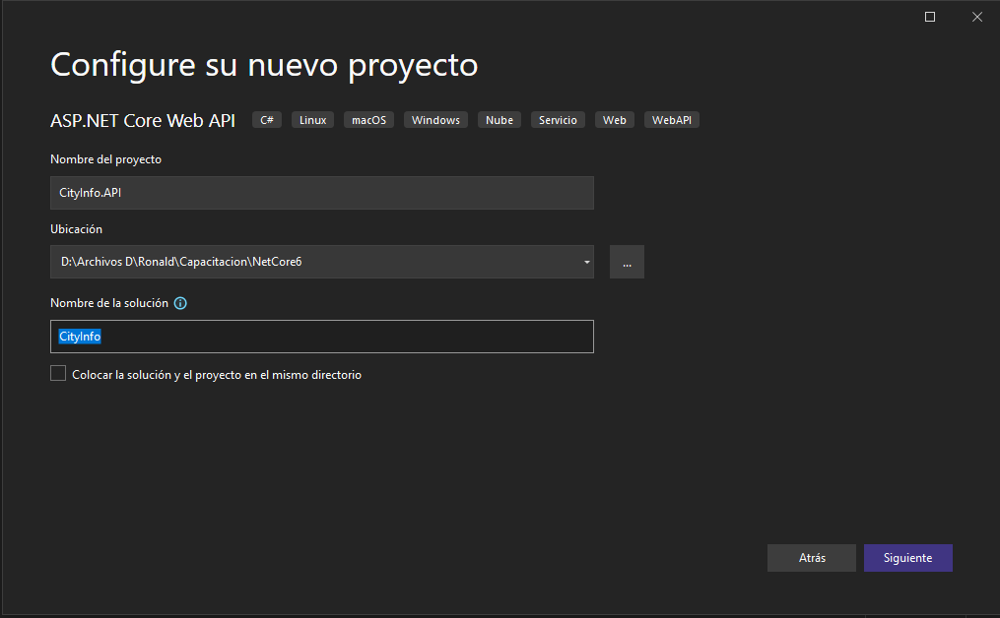 Configure su nuevo proyecto
ASP.NET Core Web API C# Linux macOS Windows Nube Servicio Web WebAPI
Nombre del proyecto
CityInfo.API
Ubicación
D:\Archivos D\Ronald\Capacitacion\NetCore6 ...
Nombre de la solución
CityInfo
Colocar la solución y el proyecto en el mismo directorio
Atrás Siguiente